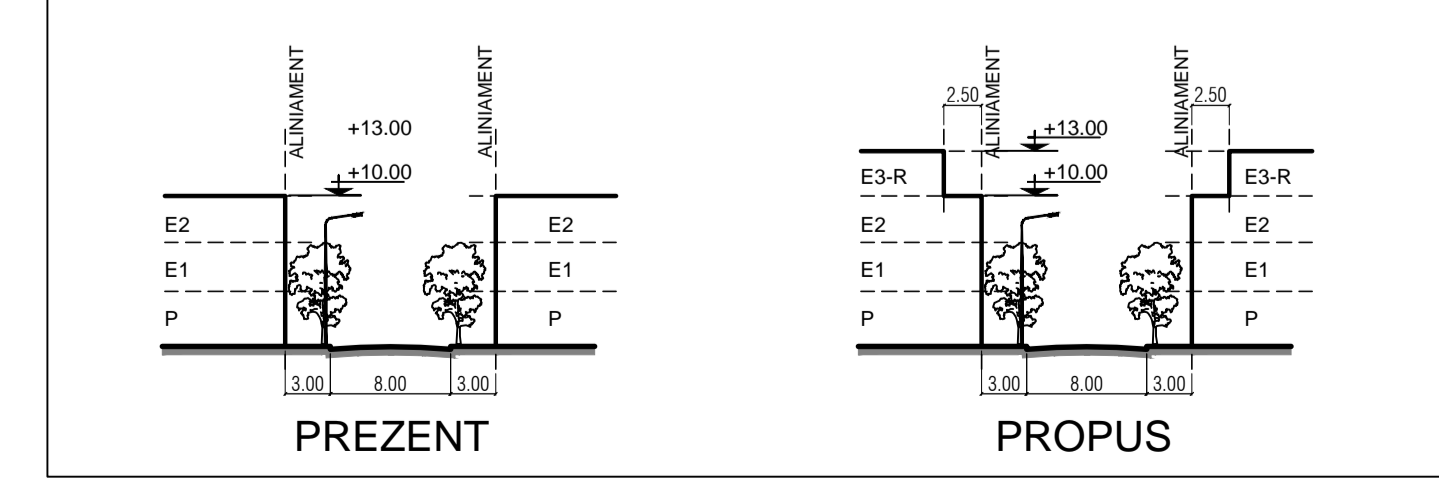 ALINIAMENT
ALINIAMENT
+13.00
+10.00
E2
E2
E1
E1
P
P
3.00 8.00 3.00
PREZENT
ALINIAMENT
ALINIAMENT
2.50
2.50
+13.00
+10.00
E3-R
E3-R
E2
E2
E1
E1
P
P
3.00 8.00 3.00
PROPUS